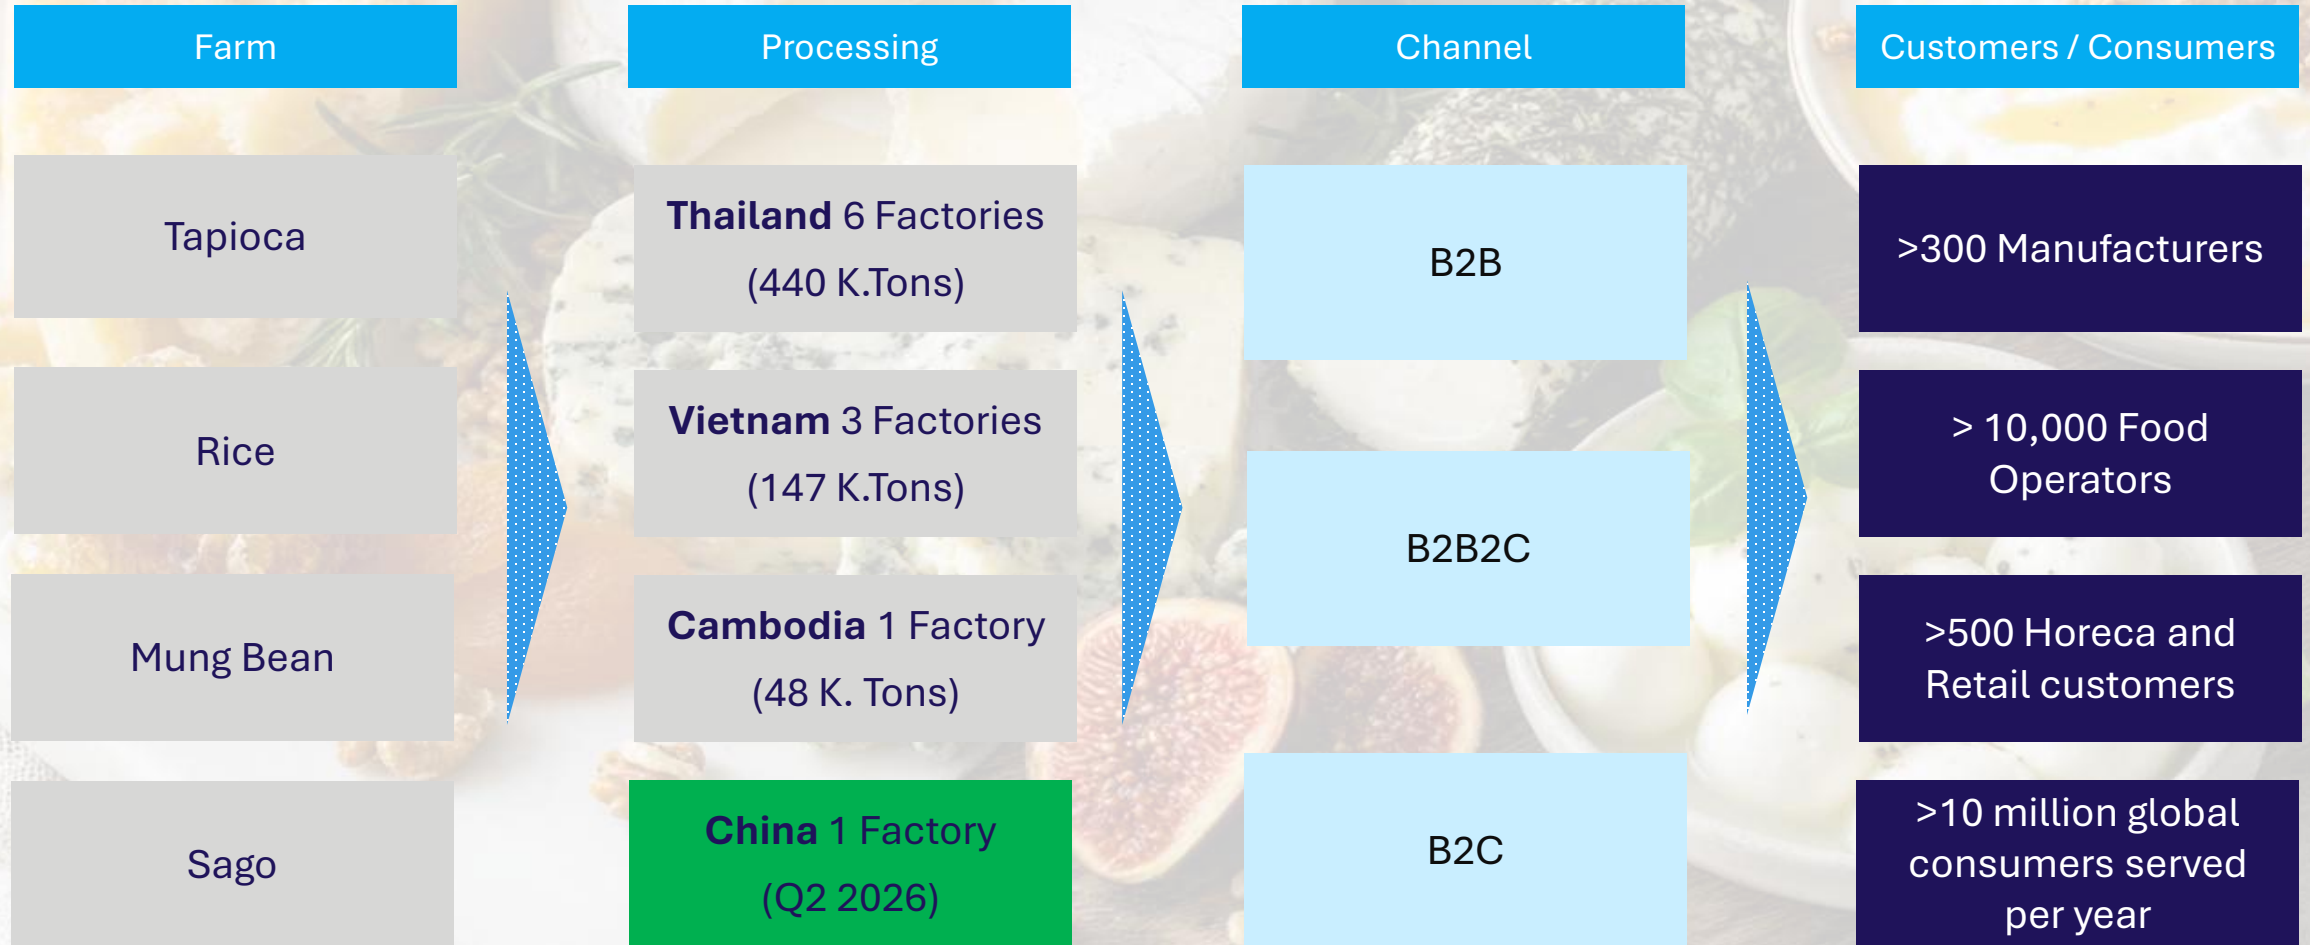 Farm
Processing
Channel
Customers / Consumers
Tapioca
Rice
Mung Bean
Sago
Thailand 6 Factories
(440 K.Tons)
Vietnam 3 Factories
(147 K.Tons)
Cambodia 1 Factory
(48 K. Tons)
China 1 Factory
(Q2 2026)
B2B
B2B2C
B2C
>300 Manufacturers
> 10,000 Food
Operators
>500 Horeca and
Retail customers
>10 million global
consumers served
per year